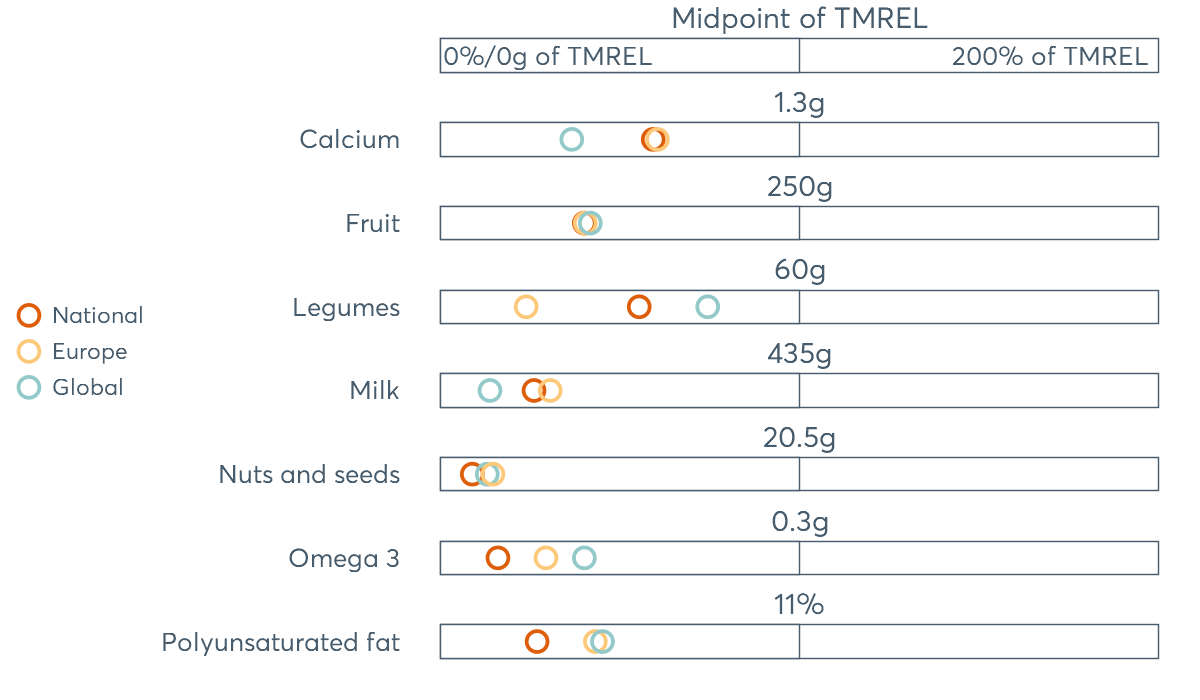 Midpoint of TMREL
0%/0g of TMREL
200% of TMREL
1.3g
Calcium
250g
Fruit
60g
Legumes
435g
Milk
20.5g
Nuts and seeds
0.3g
Omega 3
11%
Polyunsaturated fat
National
Europe
Global